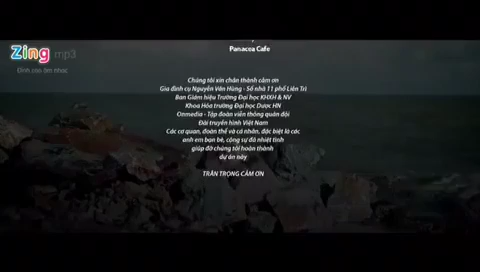 Zing mp3
Đỉnh cao âm nhạc
Panacea Cafe
Chúng tôi xin chân thành cảm ơn
Gia đình cụ Nguyễn Văn Hùng - Số nhà 11 phố Liên Trì
Ban Giám hiệu Trường Đại học KHXH & NV
Khoa Hóa trường Đại học Dược HN
Onmedia - Tập đoàn viễn thông quân đội
Đài truyền hình Việt Nam
Các cơ quan, đoàn thể và cá nhân, đặc biệt là các
anh em bạn bè, cộng sự đã nhiệt tình
giúp đỡ chúng tôi hoàn thành
dự án này
TRÂN TRỌNG CẢM ƠN